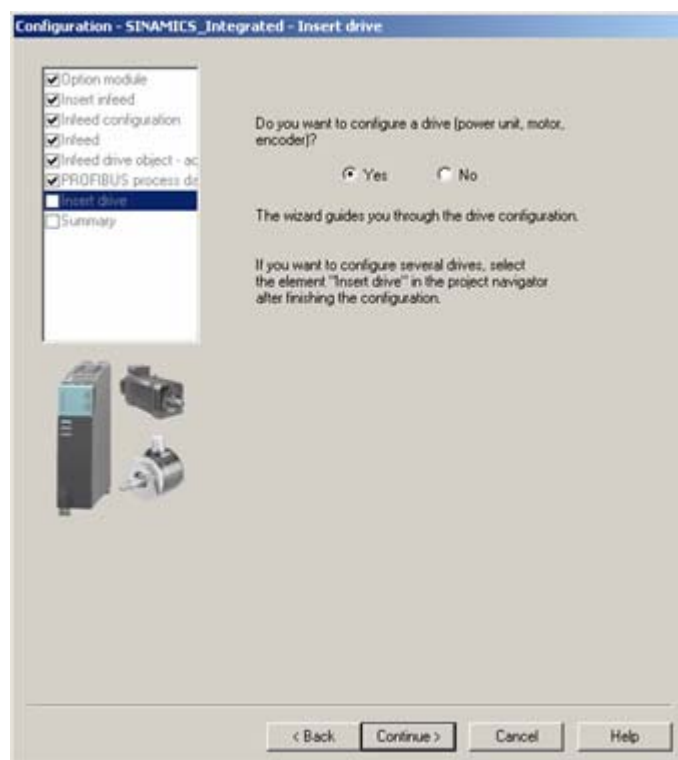 Configuration - SINAMICS_Integrated - Insert drive
Option module
Insert infeed
Infeed configuration
Infeed
Infeed drive object - ac
PROFIBUS process da
Insert drive
Summary
Do you want to configure a drive (power unit, motor,
encoder)?
Yes No
The wizard guides you through the drive configuration.
If you want to configure several drives, select
the element "Insert drive" in the project navigator
after finishing the configuration.
< Back Continue > Cancel Help